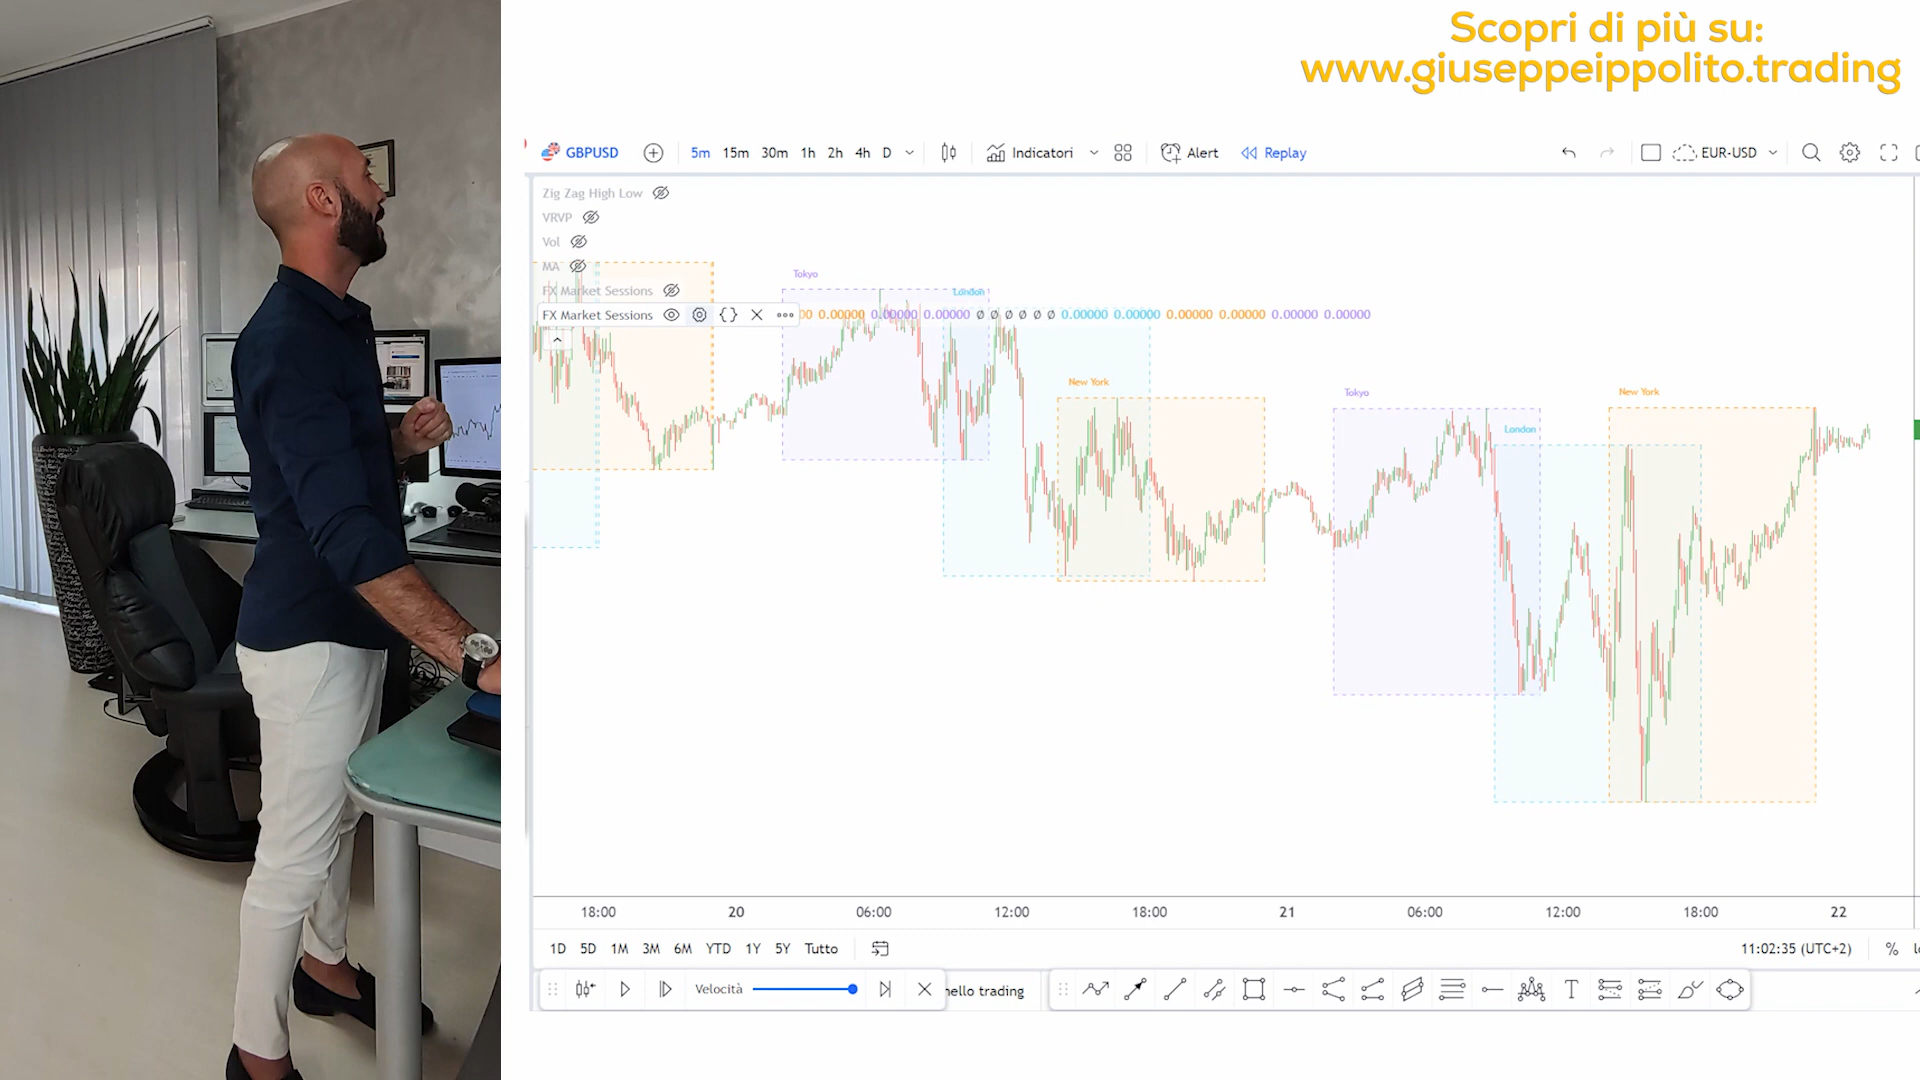 Scopri di più su:
www.giuseppeippolito.trading
GBPUSD 5m 15m 30m 1h 2h 4h D Indicatori Alert Replay EUR-USD
Zig Zag High Low
VRVP
Vol
MA
FX Market Sessions
FX Market Sessions 00 0.00000 0.00000 0.00000 Ø Ø Ø Ø Ø Ø 0.00000 0.00000 0.00000 0.00000 0.00000 0.00000
Tokyo
London
New York
Tokyo
London
New York
18:00 20 06:00 12:00 18:00 21 06:00 12:00 18:00 22
1D 5D 1M 3M 6M YTD 1Y 5Y Tutto 11:02:35 (UTC+2) %
Velocità
nello trading
T